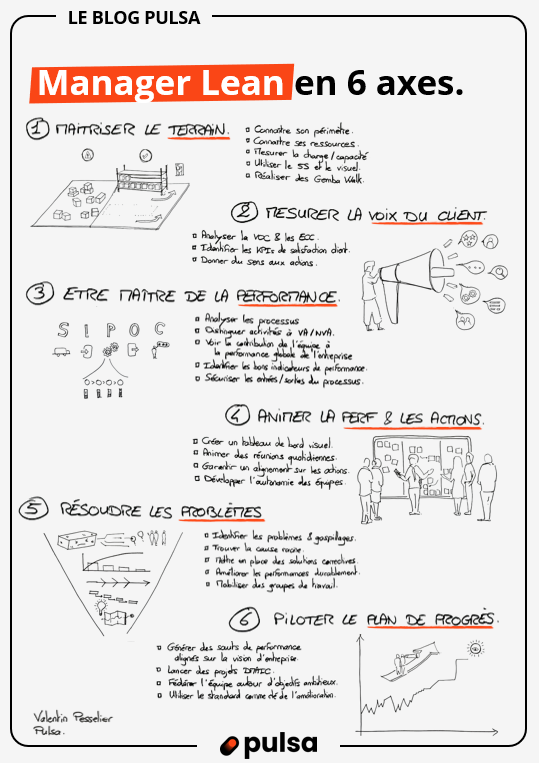 LE BLOG PULSA
Manager Lean en 6 axes.
1 MAITRISER LE TERRAIN.
Connaître son périmètre.
Connaître ses ressources.
Mesurer la charge/capacité
Utiliser le 5S et le visuel.
Réaliser des Gemba Walk.
2 MESURER LA VOIX DU CLIENT.
Analyser la VOC & les
Identifier les KPIs de satisfaction client.
Donner du sens aux actions.
3 ETRE MAÎTRE DE LA PERFORMANCE.
S I P O C
Analyser les processus
Distinguer activités à VA/NVA.
Voir la contribution de l'équipe à
la performance globale de l'entreprise
Identifier les bons indicateurs de performance.
Sécuriser les entrées/sorties du processus.
4 ANIMER LA PERF & LES ACTIONS.
Créer un tableau de bord visuel.
Animer des réunions quotidiennes.
Garantir un alignement sur les actions.
Développer l'autonomie des équipes.
5 RÉSOUDRE LES PROBLÈMES
Identifier les problèmes & gaspillages.
Trouver la cause racine.
Mettre en place des solutions correctives.
Améliorer les performances durablement.
Mobiliser des groupes de travail.
6 PILOTER LE PLAN DE PROGRÈS.
Générer des sauts de performance
alignés sur la vision d'entreprise.
Lancer des projets DMAIC.
Fédérer l'équipe autour d'objectifs ambitieux.
Utiliser le standard comme clé de l'amélioration.
Valentin Pesselier
Pulsa.
pulsa